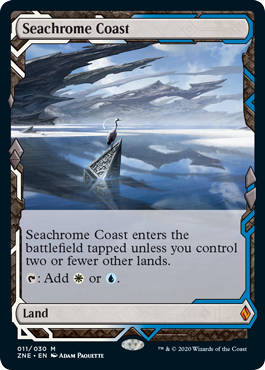 Seachrome Coast
Seachrome Coast enters the
battlefield tapped unless you control
two or fewer other lands.
: Add or .
Land
011/030 M
ZNE • EN Adam Paquette
™ & © 2020 Wizards of the Coast